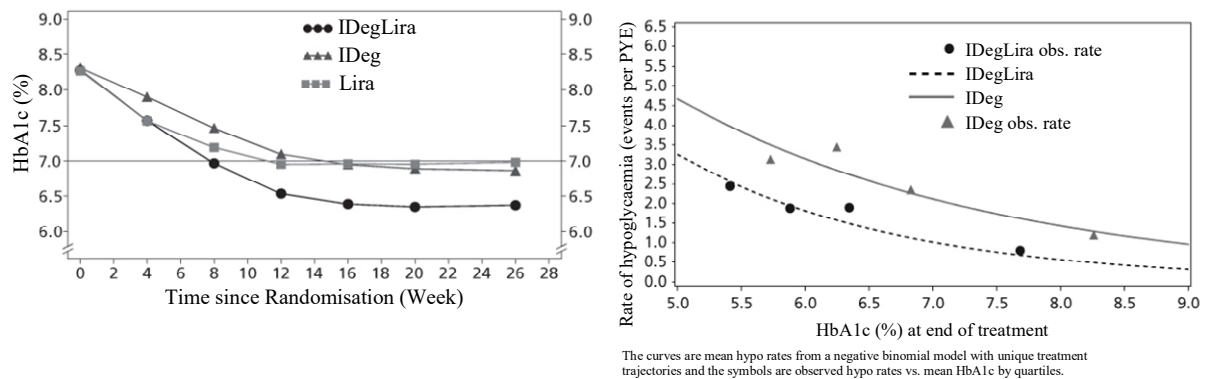 9.0
8.5
8.0
7.5
7.0
6.5
6.0
HbA1c (%)
IDegLira
IDeg
Lira
9.0
8.5
8.0
7.5
7.0
6.5
6.0
0 2 4 6 8 10 12 14 16 18 20 22 24 26 28
Time since Randomisation (Week)
Rate of hypoglycaemia (events per PYE)
6.5
6.0
5.5
5.0
4.5
4.0
3.5
3.0
2.5
2.0
1.5
1.0
0.5
0.0
IDegLira obs. rate
IDegLira
IDeg
IDeg obs. rate
5.0 5.5 6.0 6.5 7.0 7.5 8.0 8.5 9.0
HbA1c (%) at end of treatment
The curves are mean hypo rates from a negative binomial model with unique treatment
trajectories and the symbols are observed hypo rates vs. mean HbA1c by quartiles.